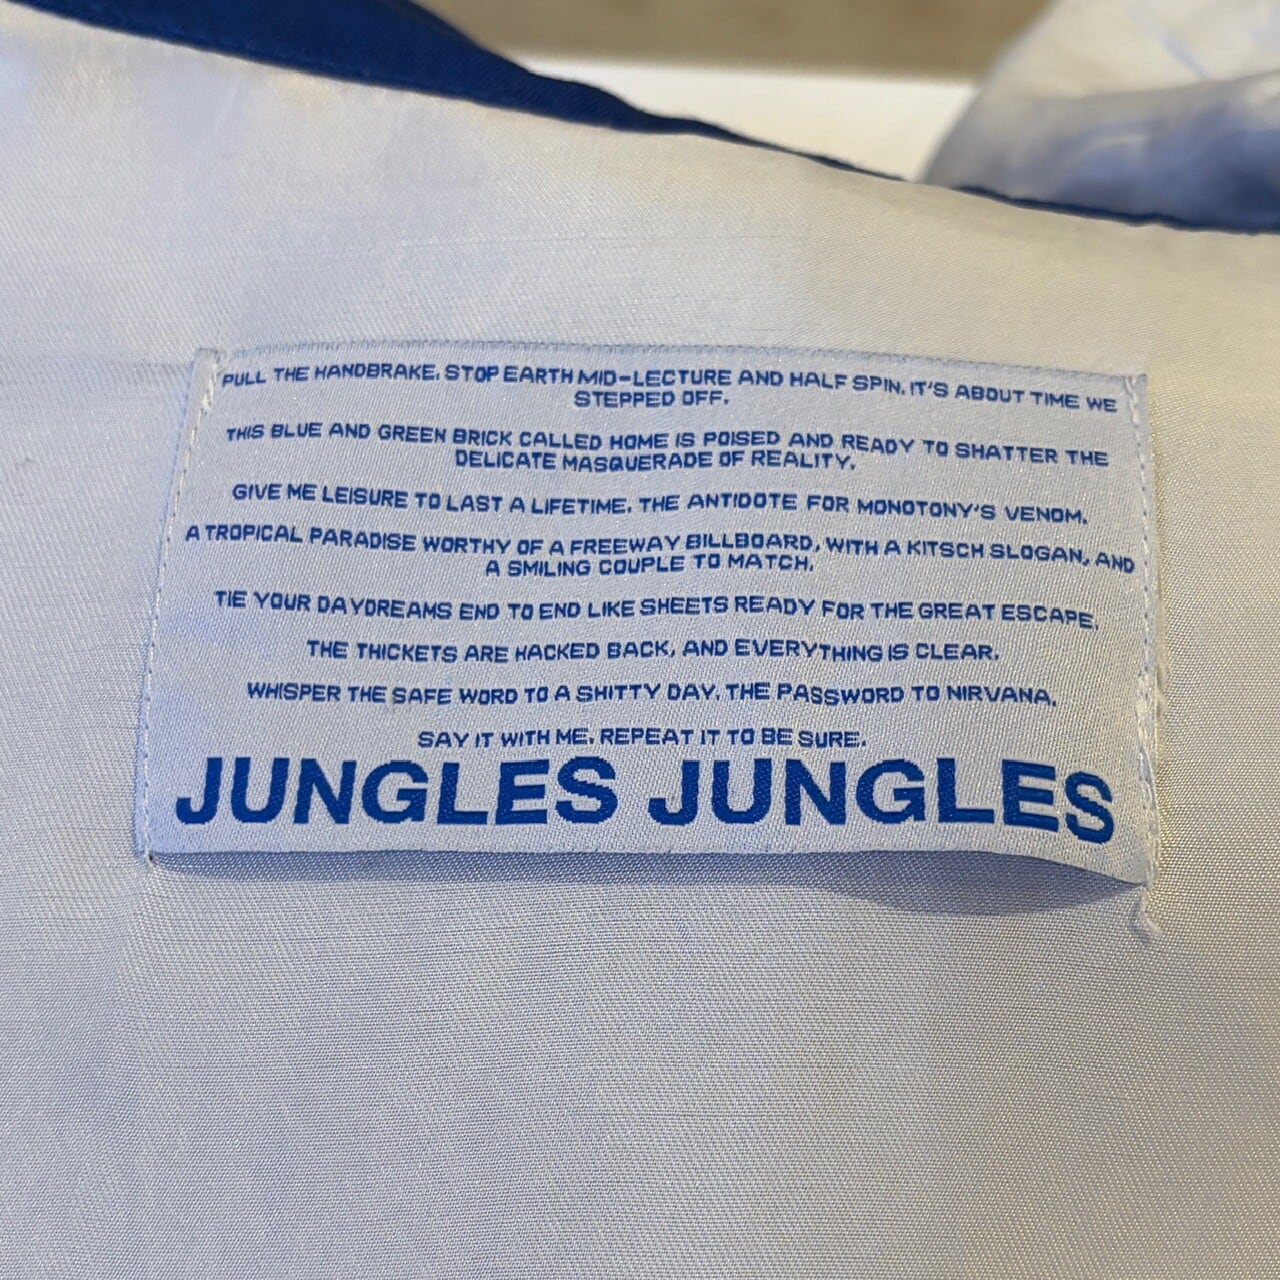 PULL THE HANDBRAKE. STOP EARTH MID-LECTURE AND HALF SPIN. IT'S ABOUT TIME WE
STEPPED OFF.
THIS BLUE AND GREEN BRICK CALLED HOME IS POISED AND READY TO SHATTER THE
DELICATE MASQUERADE OF REALITY.
GIVE ME LEISURE TO LAST A LIFETIME. THE ANTIDOTE FOR MONOTONY'S VENOM.
A TROPICAL PARADISE WORTHY OF A FREEWAY BILLBOARD, WITH A KITSCH SLOGAN, AND
A SMILING COUPLE TO MATCH.
TIE YOUR DAYDREAMS END TO END LIKE SHEETS READY FOR THE GREAT ESCAPE.
THE THICKETS ARE HACKED BACK, AND EVERYTHING IS CLEAR.
WHISPER THE SAFE WORD TO A SHITTY DAY. THE PASSWORD TO NIRVANA.
SAY IT WITH ME. REPEAT IT TO BE SURE.
JUNGLES JUNGLES